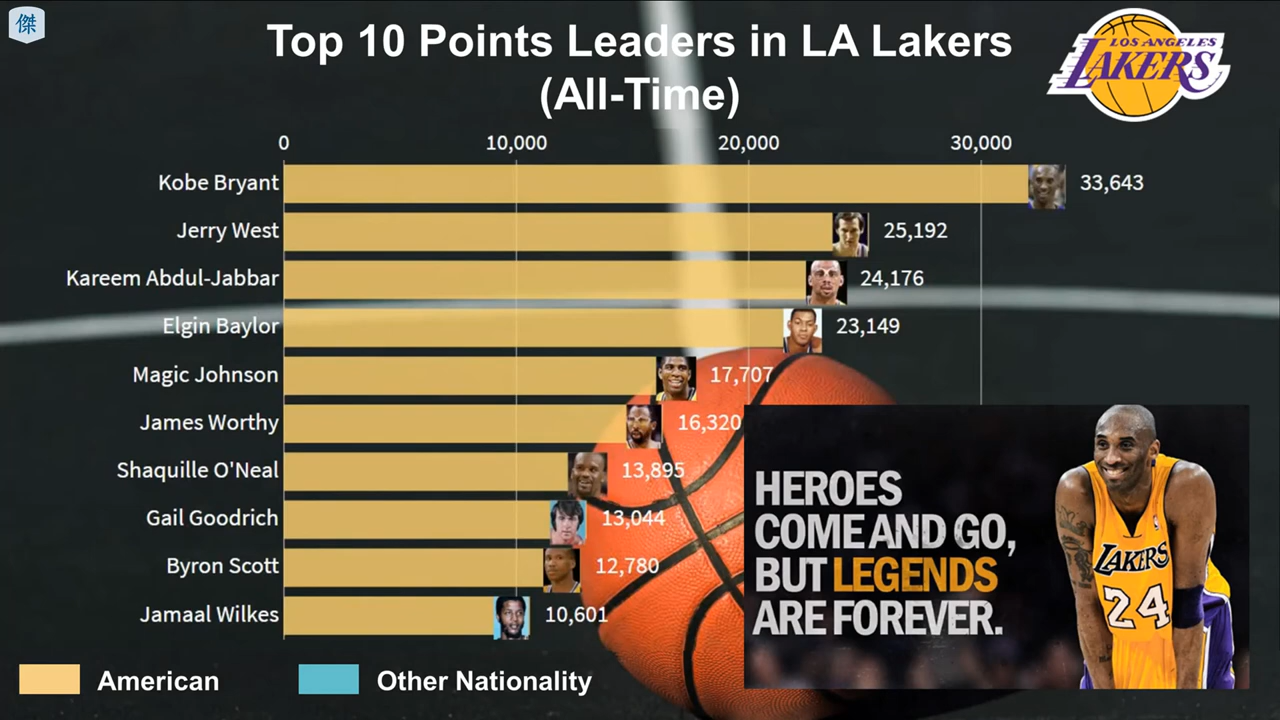 傑
Top 10 Points Leaders in LA Lakers
(All-Time)
LOS ANGELES
LAKERS
0 10,000 20,000 30,000
Kobe Bryant 33,643
Jerry West 25,192
Kareem Abdul-Jabbar 24,176
Elgin Baylor 23,149
Magic Johnson 17,707
James Worthy 16,320
Shaquille O'Neal 13,895
Gail Goodrich 13,044
Byron Scott 12,780
Jamaal Wilkes 10,601
HEROES
COME AND GO,
BUT LEGENDS
ARE FOREVER.
LAKERS
24
American Other Nationality